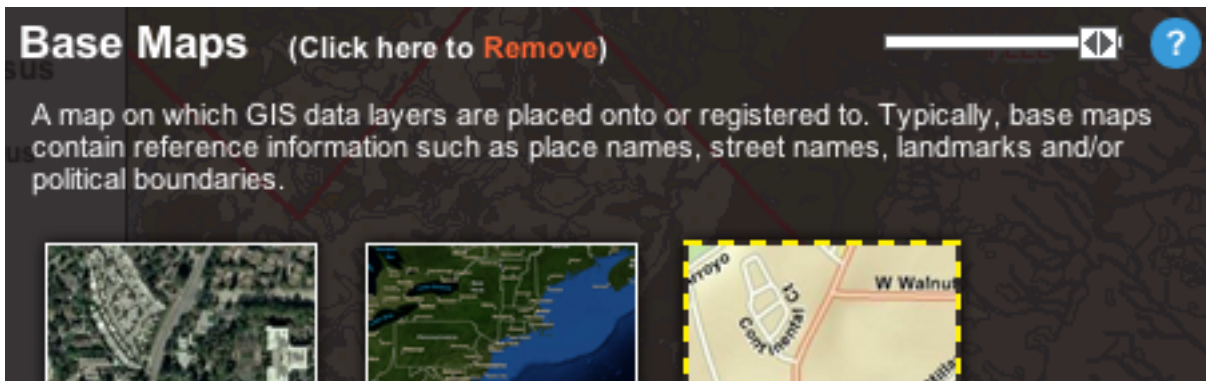 Base Maps (Click here to Remove)
?
A map on which GIS data layers are placed onto or registered to. Typically, base maps
contain reference information such as place names, street names, landmarks and/or
political boundaries.
W Walnut
Continental Ct